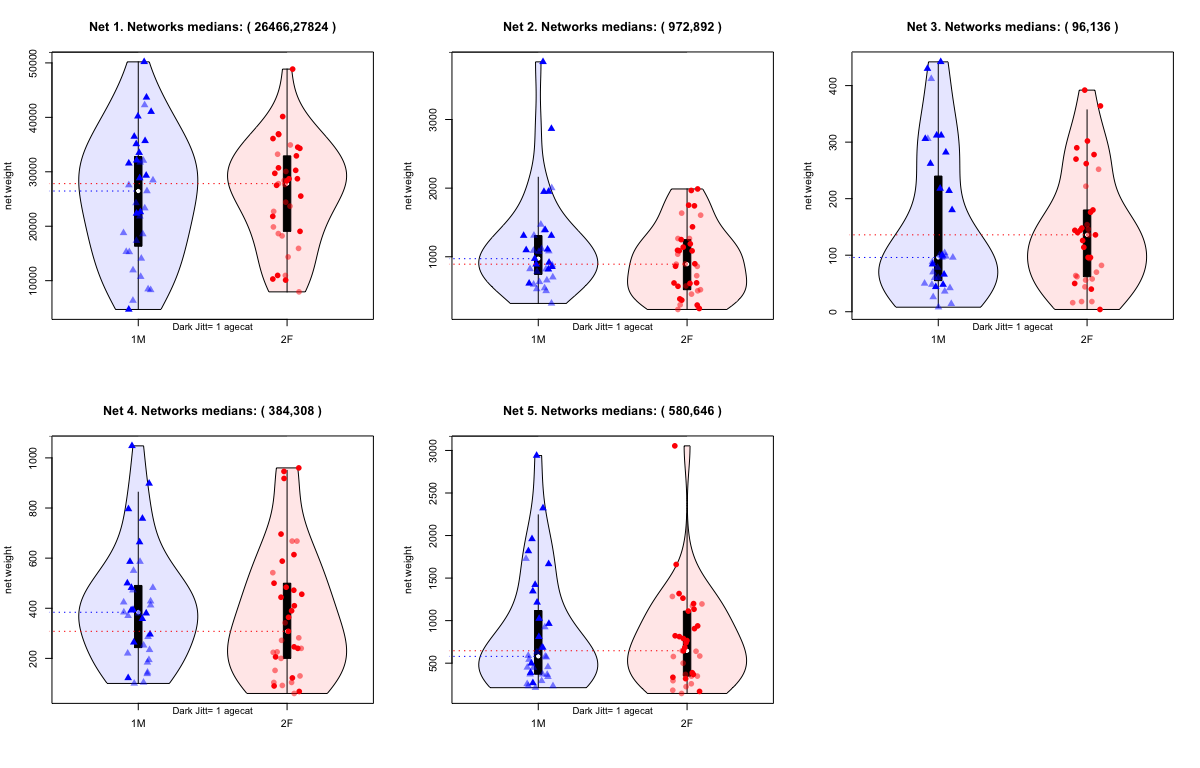 Net 1. Networks medians: ( 26466,27824 )
net weight
10000 20000 30000 40000 50000
Dark Jitt= 1 agecat
1M 2F
Net 2. Networks medians: ( 972,892 )
net weight
1000 2000 3000
Dark Jitt= 1 agecat
1M 2F
Net 3. Networks medians: ( 96,136 )
net weight
0 100 200 300 400
Dark Jitt= 1 agecat
1M 2F
Net 4. Networks medians: ( 384,308 )
net weight
200 400 600 800 1000
Dark Jitt= 1 agecat
1M 2F
Net 5. Networks medians: ( 580,646 )
net weight
500 1000 1500 2000 2500 3000
Dark Jitt= 1 agecat
1M 2F